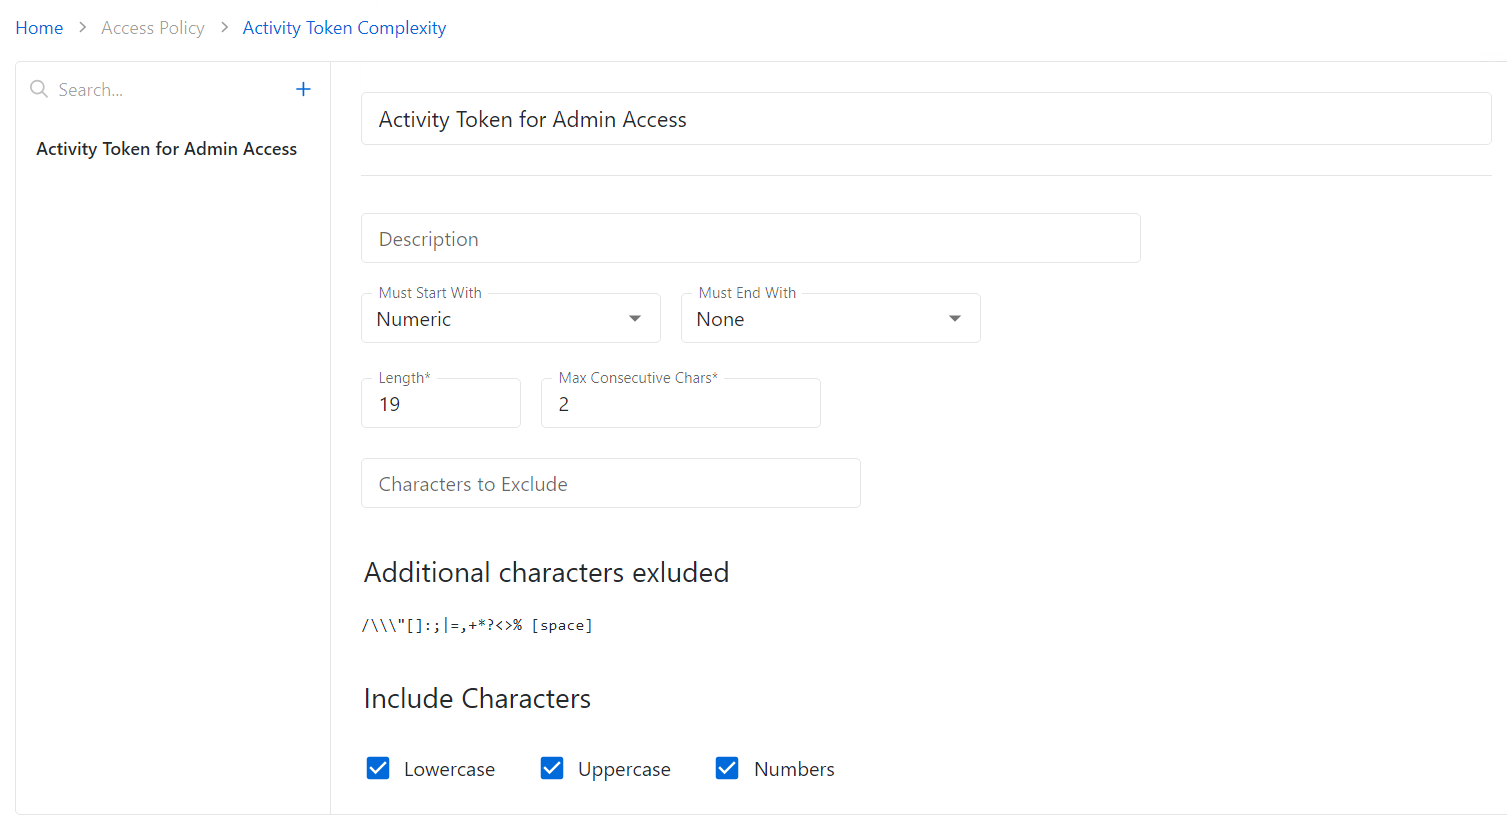 Home > Access Policy > Activity Token Complexity
Search...
+
Activity Token for Admin Access
Activity Token for Admin Access
Description
Must Start With
Numeric
Must End With
None
Length*
19
Max Consecutive Chars*
2
Characters to Exclude
Additional characters exluded
/\\\"[]:;|=,+*?<>% [space]
Include Characters
Lowercase Uppercase Numbers